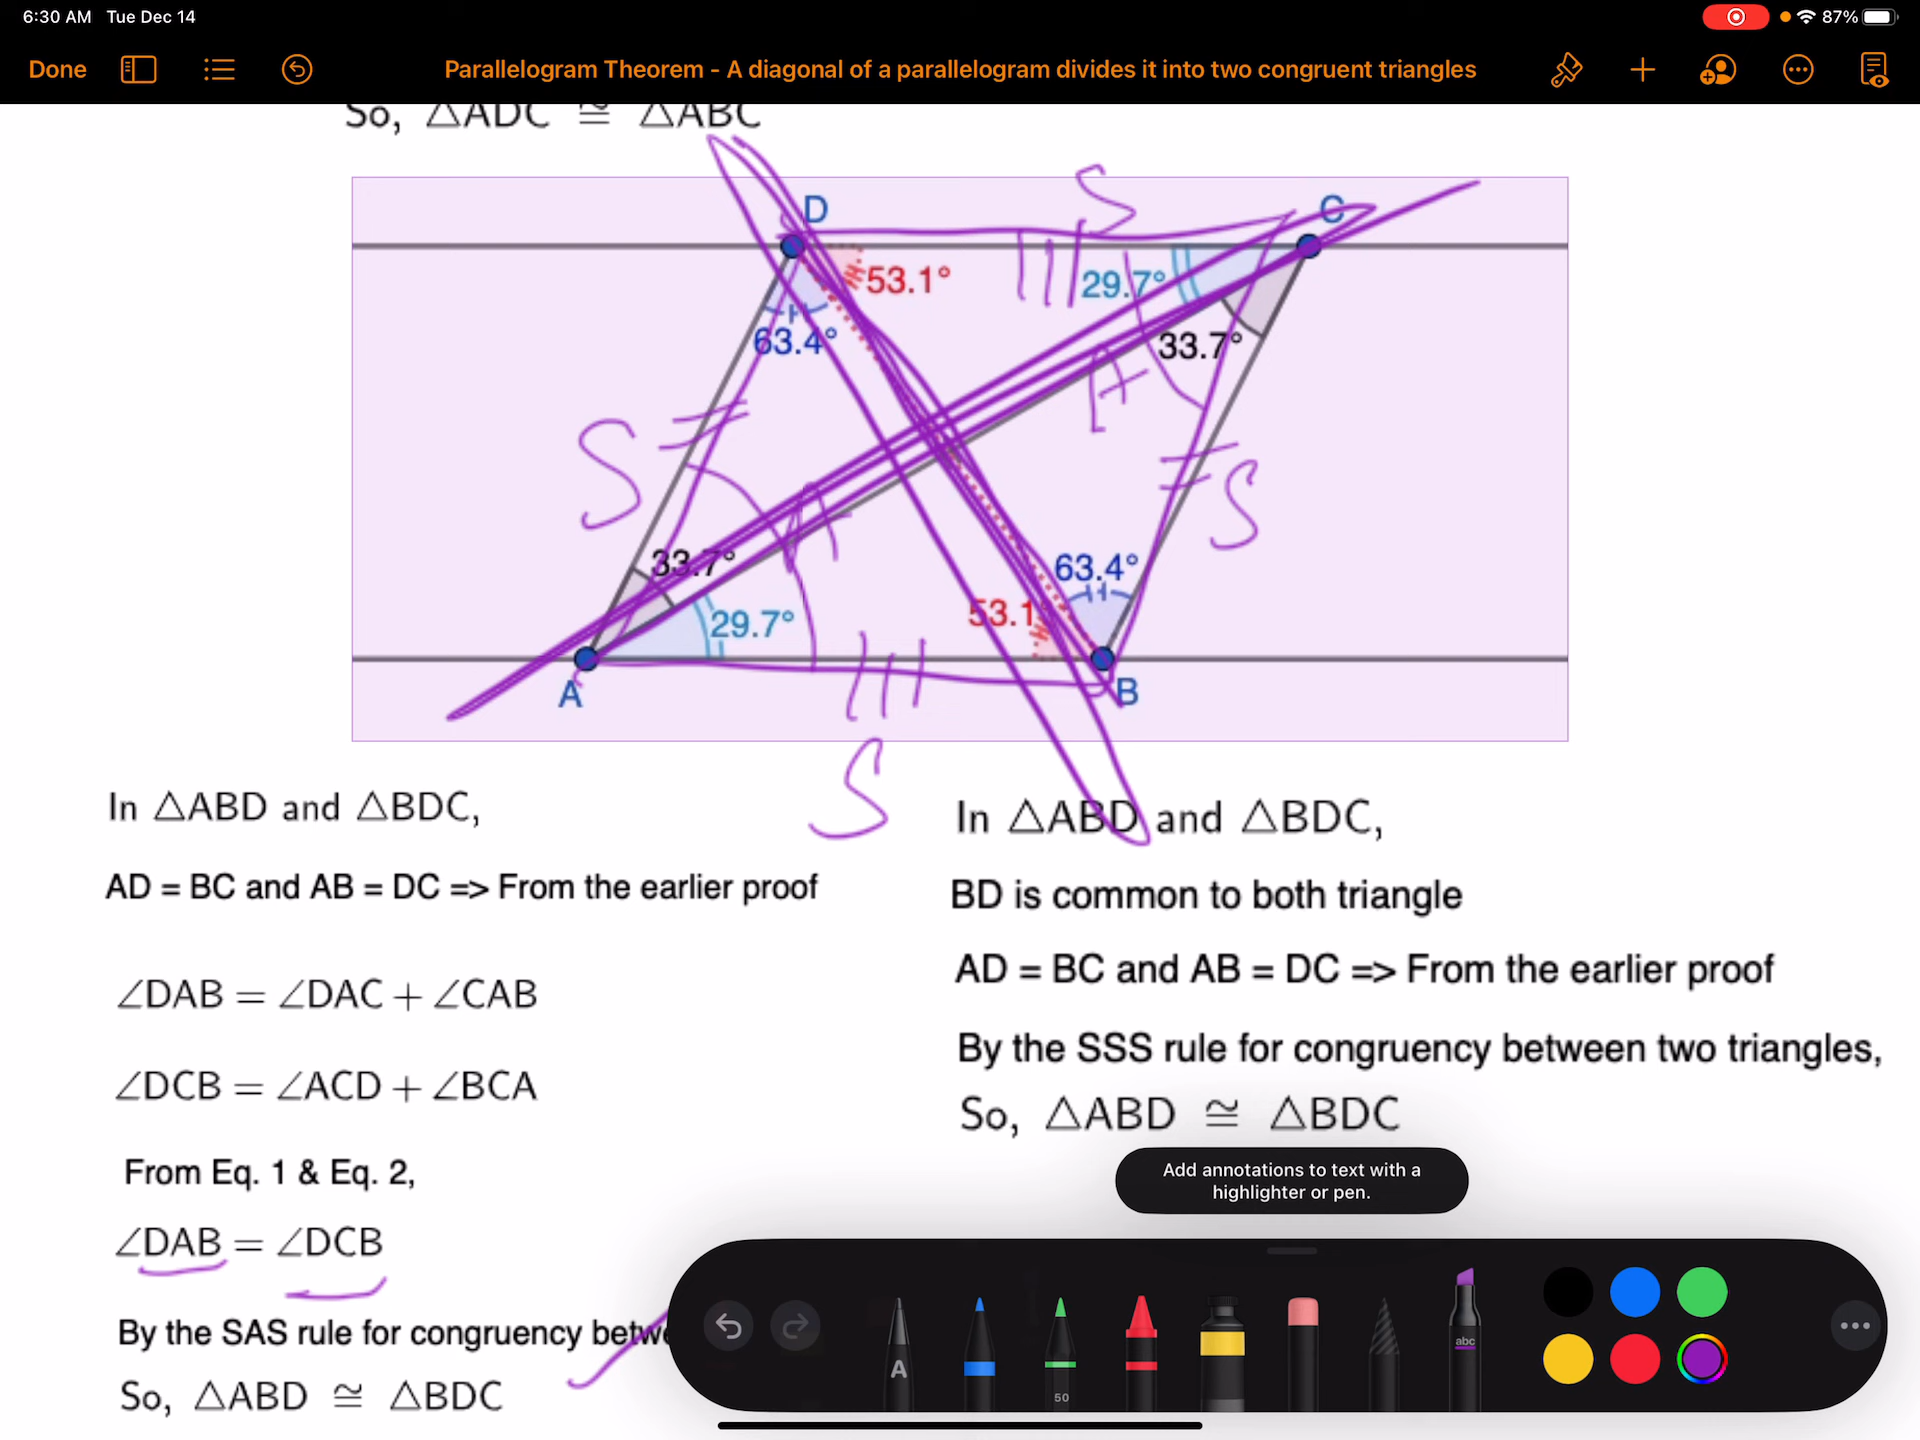 6:30 AM Tue Dec 14
87%
Done
Parallelogram Theorem - A diagonal of a parallelogram divides it into two congruent triangles
So, △ADC ≅ △ABC
S
D
C
53.1°
29.7°
63.4°
33.7°
A
S
S
A
33.7°
63.4°
29.7°
53.1
A
B
S
In △ABD and △BDC,
AD = BC and AB = DC => From the earlier proof
∠DAB = ∠DAC + ∠CAB
∠DCB = ∠ACD + ∠BCA
From Eq. 1 & Eq. 2,
∠DAB = ∠DCB
By the SAS rule for congruency betwe
So, △ABD ≅ △BDC
In △ABD and △BDC,
BD is common to both triangle
AD = BC and AB = DC => From the earlier proof
By the SSS rule for congruency between two triangles,
So, △ABD ≅ △BDC
Add annotations to text with a
highlighter or pen.
A
50
abc